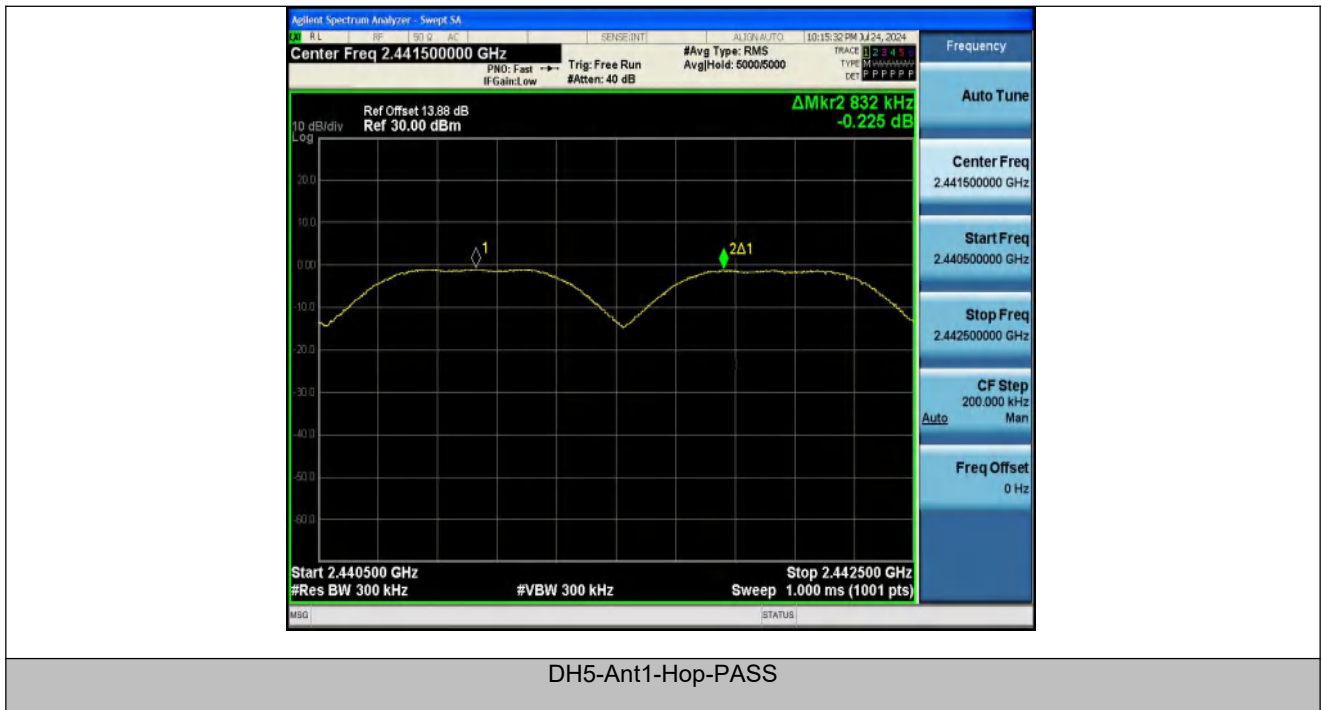 Agilent Spectrum Analyzer - Swept SA
RL RF 50 Ω AC SENSE:INT ALIGN AUTO 10:15:32 PM Jul 24, 2024
Center Freq 2.441500000 GHz
PNO: Fast
IFGain:Low
Trig: Free Run
#Atten: 40 dB
#Avg Type: RMS
Avg|Hold: 5000/5000
TRACE 1 2 3 4 5 6
TYPE M
DET P P P P P P
Ref Offset 13.88 dB
10 dB/div Ref 30.00 dBm
Log
ΔMkr2 832 kHz
-0.225 dB
20.0
10.0
0.00
-10.0
-20.0
-30.0
-40.0
-50.0
-60.0
1
2Δ1
Start 2.440500 GHz
Stop 2.442500 GHz
#Res BW 300 kHz
#VBW 300 kHz
Sweep 1.000 ms (1001 pts)
MSG
STATUS
Frequency
Auto Tune
Center Freq
2.441500000 GHz
Start Freq
2.440500000 GHz
Stop Freq
2.442500000 GHz
CF Step
200.000 kHz
Auto Man
Freq Offset
0 Hz
DH5-Ant1-Hop-PASS